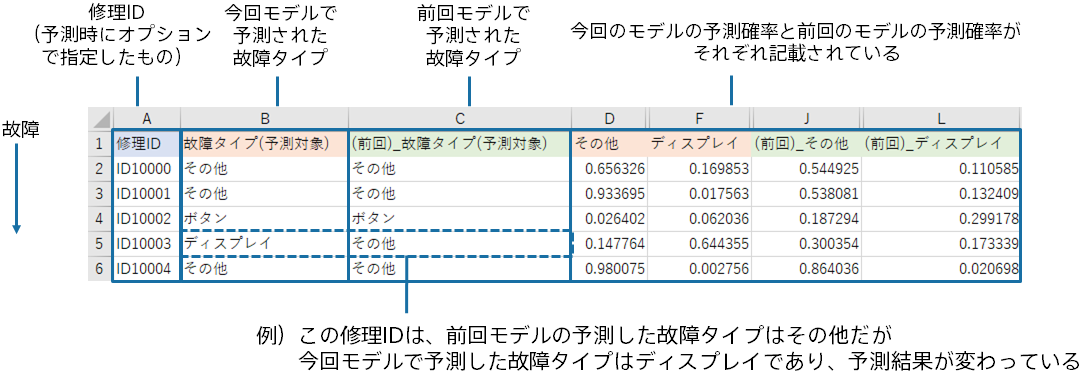 修理ID
（予測時にオプション
で指定したもの）
今回モデルで
予測された
故障タイプ
前回モデルで
予測された
故障タイプ
今回のモデルの予測確率と前回のモデルの予測確率が
それぞれ記載されている
故障
A B C D F J L
1 修理ID 故障タイプ(予測対象) (前回)_故障タイプ(予測対象) その他 ディスプレイ (前回)_その他 (前回)_ディスプレイ
2 ID10000 その他 その他 0.656326 0.169853 0.544925 0.110585
3 ID10001 その他 その他 0.933695 0.017563 0.538081 0.132409
4 ID10002 ボタン ボタン 0.026402 0.062036 0.187294 0.299178
5 ID10003 ディスプレイ その他 0.147764 0.644355 0.300354 0.173339
6 ID10004 その他 その他 0.980075 0.002756 0.864036 0.020698
例）この修理IDは、前回モデルの予測した故障タイプはその他だが
今回モデルで予測した故障タイプはディスプレイであり、予測結果が変わっている